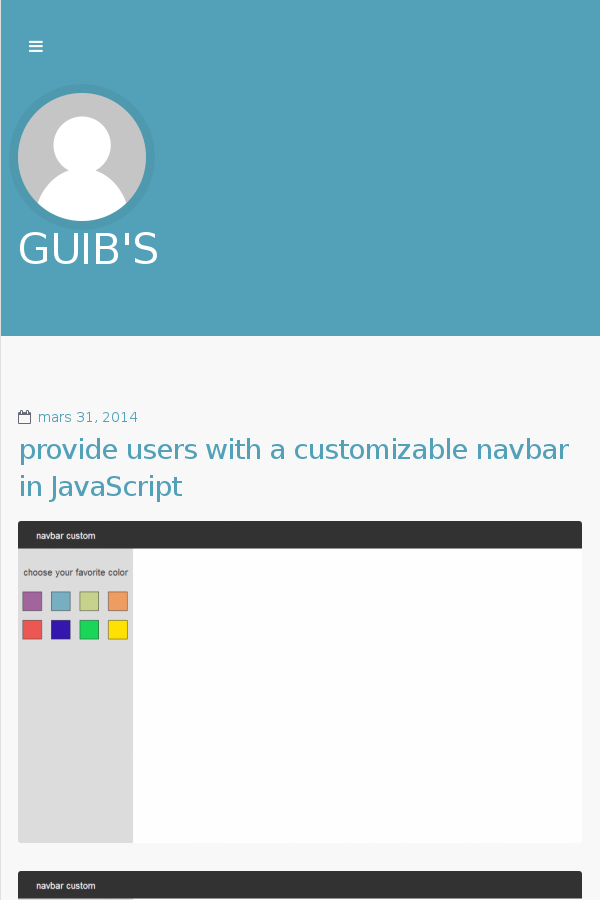 GUIB'S
mars 31, 2014
provide users with a customizable navbar
in JavaScript
navbar custom
choose your favorite color
navbar custom